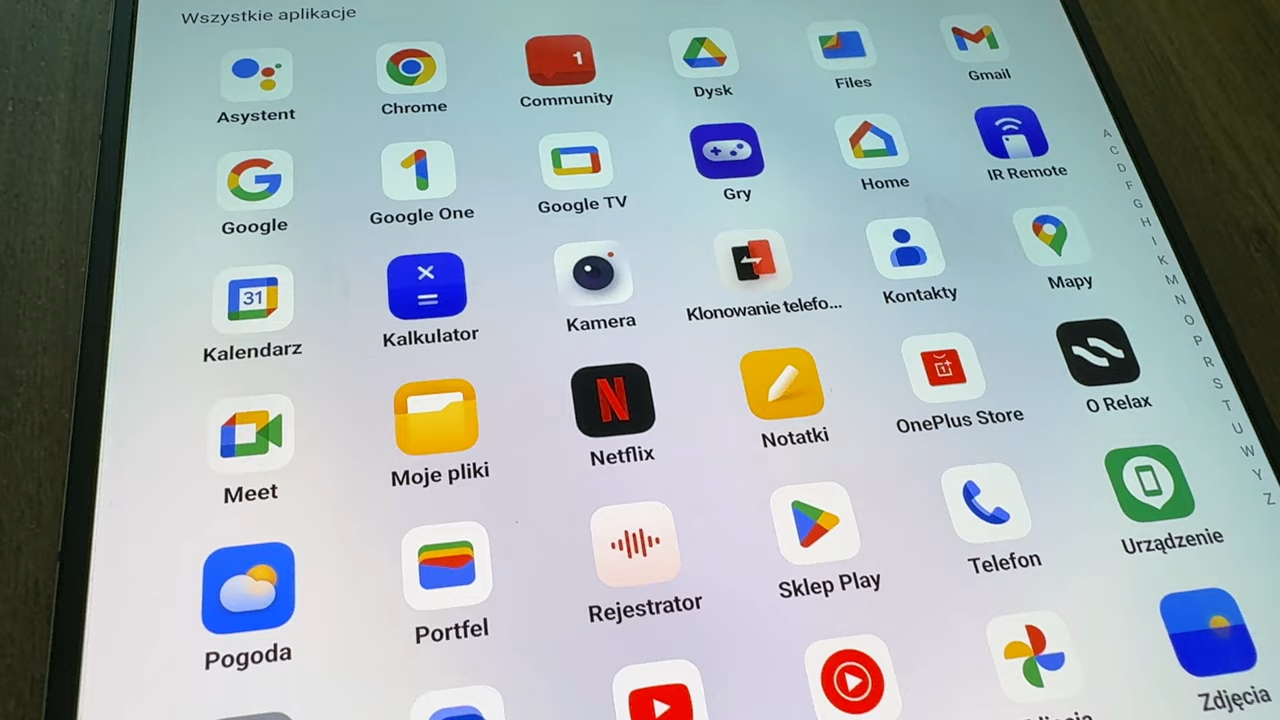 Wszystkie aplikacje
Asystent
Chrome
1
Community
Dysk
Files
Gmail
Google
Google One
Google TV
Gry
Home
IR Remote
31
Kalendarz
Kalkulator
Kamera
Klonowanie telefo...
Kontakty
Mapy
Meet
Moje pliki
Netflix
Notatki
OnePlus Store
O Relax
Pogoda
Portfel
Rejestrator
Sklep Play
Telefon
Urządzenie
Zdjęcia
A
C
D
F
G
H
I
K
M
N
O
P
R
S
T
U
W
Y
Z